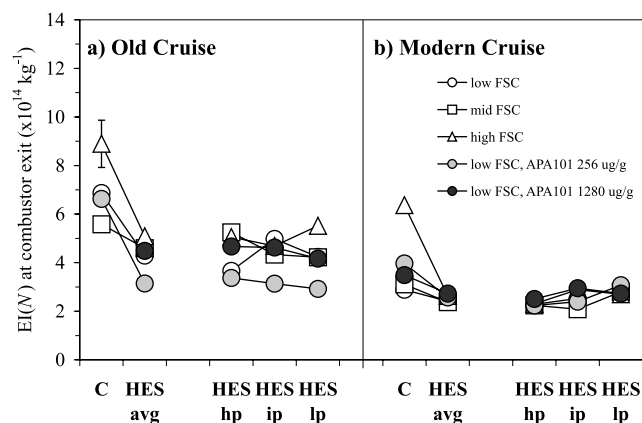 EI(N) at combustor exit (x10^14 kg^-1)
14
12
10
8
6
4
2
0
a) Old Cruise
b) Modern Cruise
low FSC
mid FSC
high FSC
low FSC, APA101 256 ug/g
low FSC, APA101 1280 ug/g
C HES HES HES HES C HES HES HES HES
avg hp ip lp avg hp ip lp